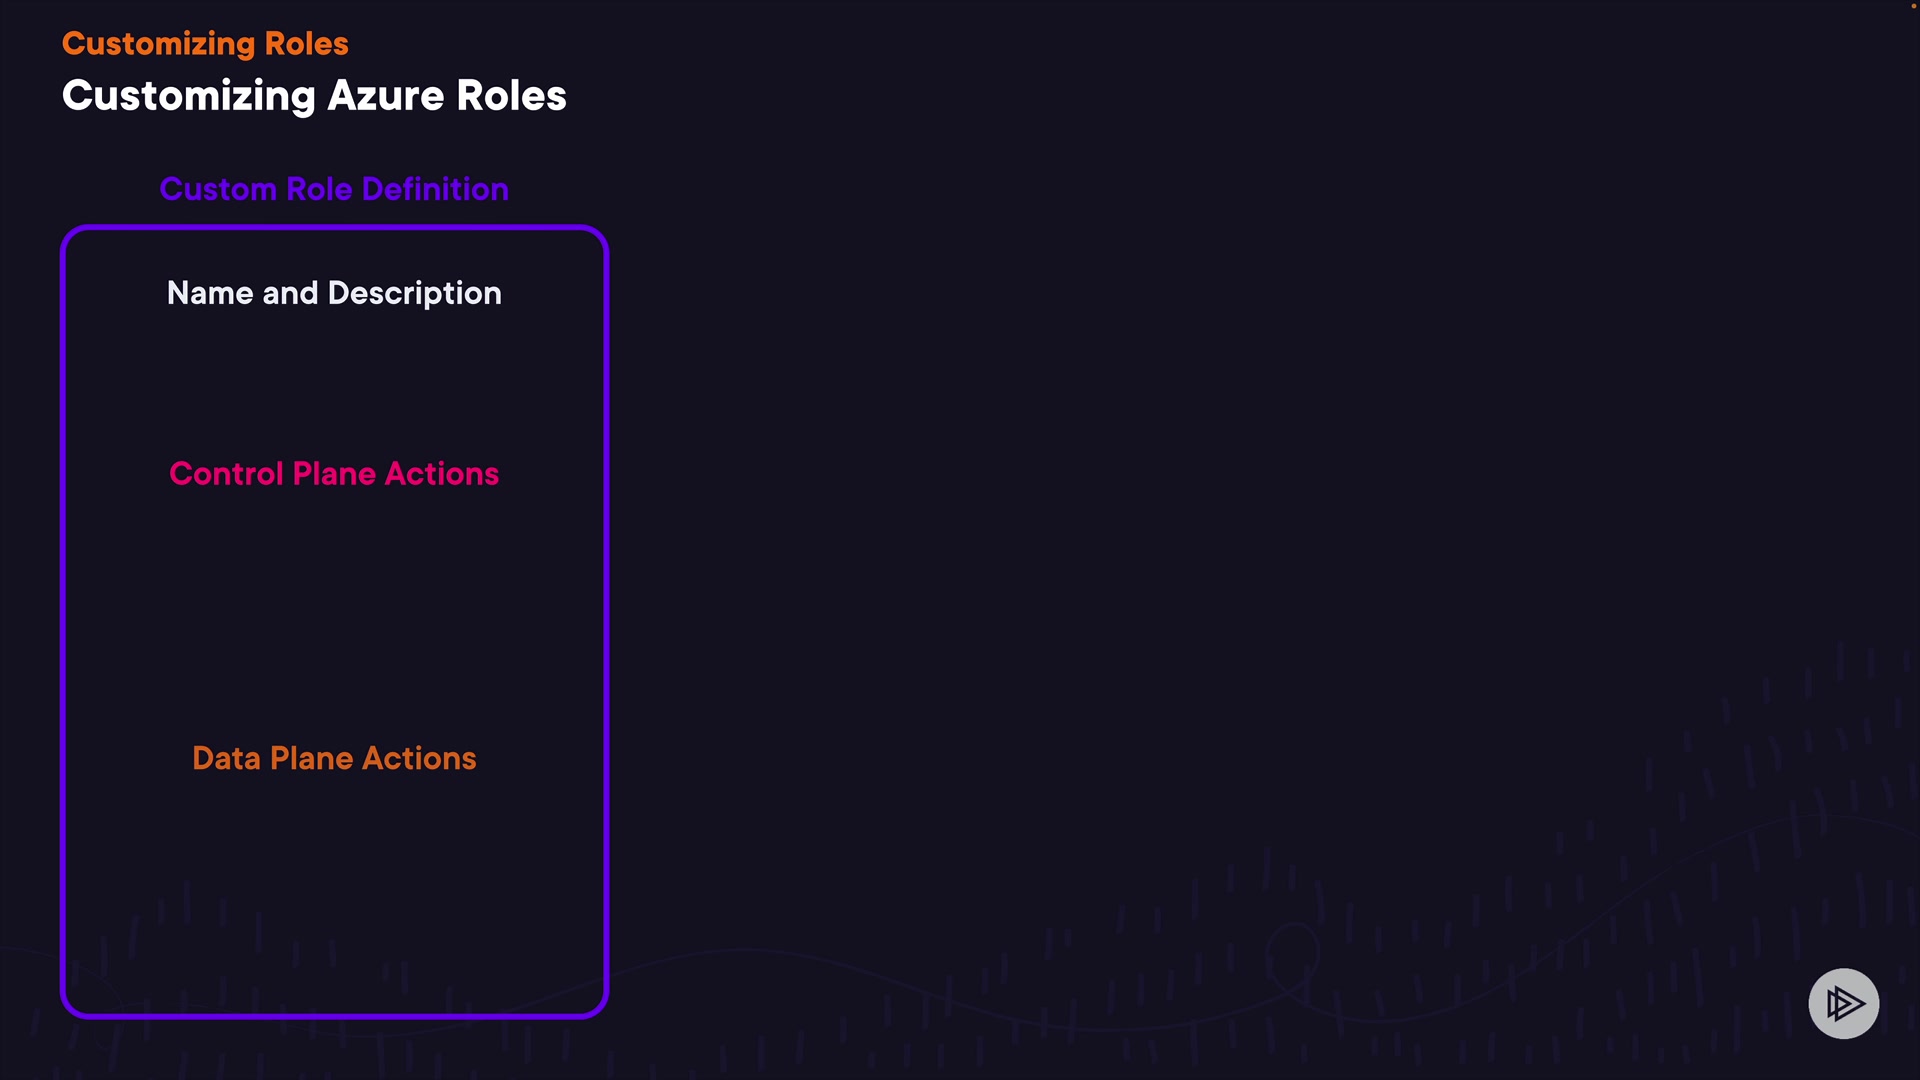 Customizing Roles
Customizing Azure Roles
Custom Role Definition
Name and Description
Control Plane Actions
Data Plane Actions